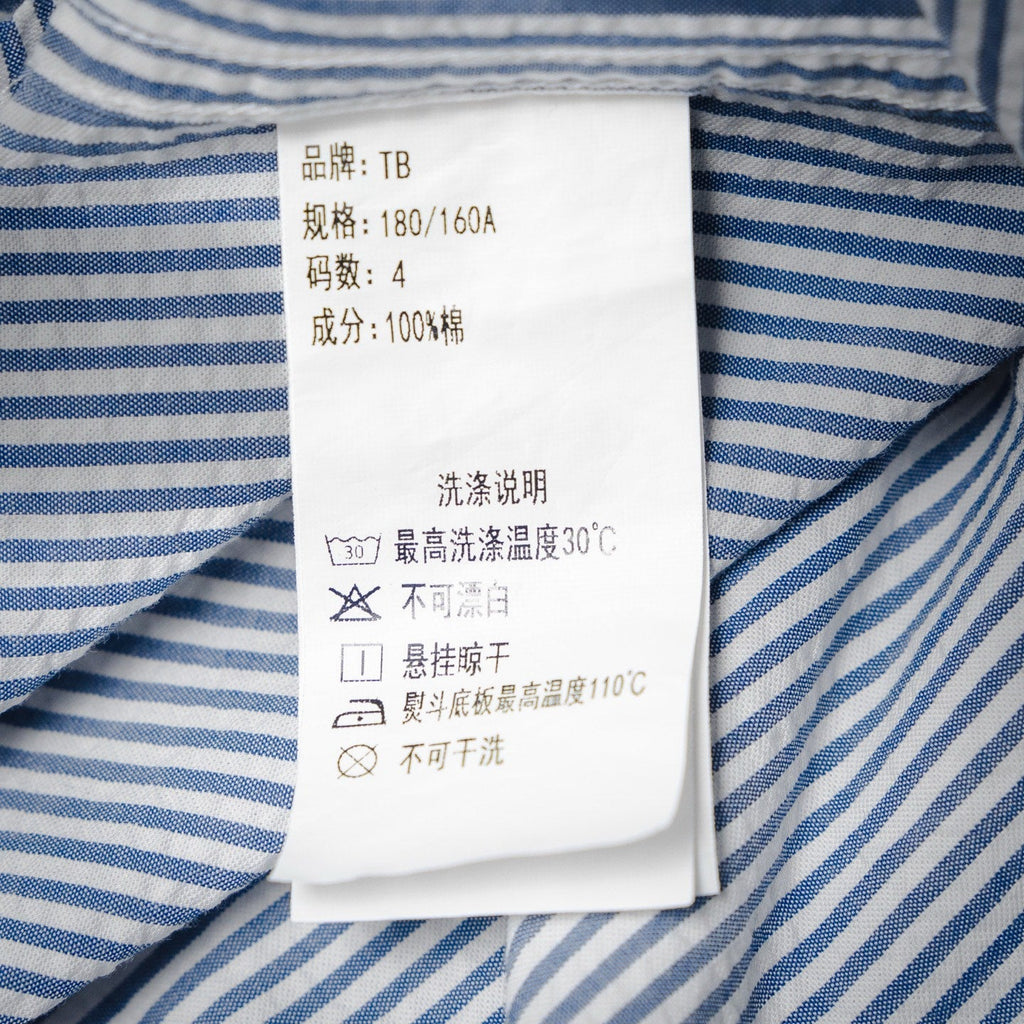 品牌: TB
规格: 180/160A
码数: 4
成分: 100%棉
洗涤说明
30 最高洗涤温度30℃
不可漂白
悬挂晾干
熨斗底板最高温度110℃
不可干洗